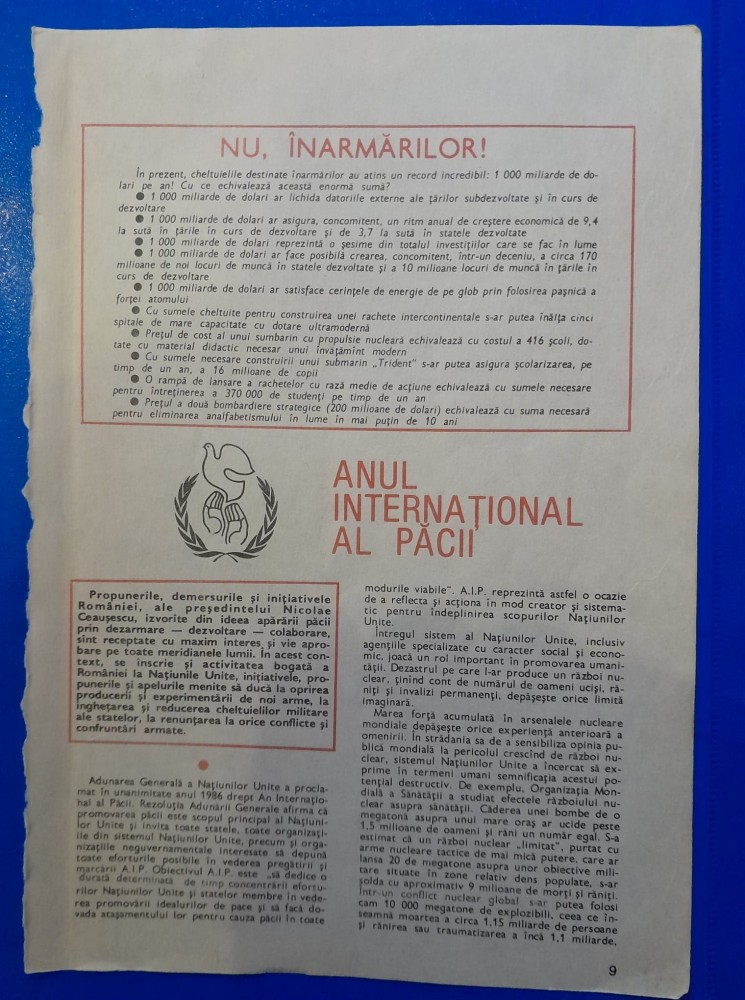 NU, ÎNARMĂRILOR!
În prezent, cheltuielile destinate înarmărilor au atins un record incredibil: 1 000 miliarde de do-
lari pe an! Cu ce echivalează această enormă sumă?
● 1 000 miliarde de dolari ar lichida datoriile externe ale țărilor subdezvoltate și în curs de
dezvoltare
● 1 000 miliarde de dolari ar asigura, concomitent, un ritm anual de creștere economică de 9,4
la sută în țările în curs de dezvoltare și de 3,7 la sută în statele dezvoltate
● 1 000 miliarde de dolari reprezintă o șesime din totalul investițiilor care se fac în lume
● 1 000 miliarde de dolari ar face posibilă crearea, concomitent, într-un deceniu, a circa 170
milioane de noi locuri de muncă în statele dezvoltate și a 10 milioane locuri de muncă în țările în
curs de dezvoltare
● 1 000 miliarde de dolari ar satisface cerințele de energie de pe glob prin folosirea pașnică a
forței atomului
● Cu sumele cheltuite pentru construirea unei rachete intercontinentale s-ar putea înălța cinci
spitale de mare capacitate cu dotare ultramodernă
● Prețul de cost al unui sumbarin cu propulsie nucleară echivalează cu costul a 416 școli, do-
tate cu material didactic necesar unui învățămînt modern
● Cu sumele necesare construirii unui submarin „Trident" s-ar putea asigura școlarizarea, pe
timp de un an, a 16 milioane de copii
● O rampă de lansare a rachetelor cu rază medie de acțiune echivalează cu sumele necesare
pentru întreținerea a 370 000 de studenți pe timp de un an
● Prețul a două bombardiere strategice (200 milioane de dolari) echivalează cu suma necesară
pentru eliminarea analfabetismului în lume în mai puțin de 10 ani
ANUL
INTERNAȚIONAL
AL PĂCII
Propunerile, demersurile și inițiativele
României, ale președintelui Nicolae
Ceaușescu, izvorîte din ideea apărării păcii
prin dezarmare — dezvoltare — colaborare,
sînt receptate cu maxim interes și vie apro-
bare pe toate meridianele lumii. În acest con-
text, se înscrie și activitatea bogată a
României la Națiunile Unite, inițiativele, pro-
punerile și apelurile menite să ducă la oprirea
producerii și experimentării de noi arme, la
înghețarea și reducerea cheltuielilor militare
ale statelor, la renunțarea la orice conflicte și
confruntări armate.
●
Adunarea Generală a Națiunilor Unite a procla-
mat în unanimitate anul 1986 drept An Internațio-
nal al Păcii. Rezoluția Adunării Generale afirma că
promovarea păcii este scopul principal al Națiuni-
lor Unite și invita toate statele, toate organizați-
ile din sistemul Națiunilor Unite, precum și orga-
nizațiile neguvernamentale interesate să depună
toate eforturile posibile în vederea pregătirii și
marcării A.I.P. Obiectivul A.I.P. este „să dedice o
durată determinată de timp concentrării efortu-
rilor Națiunilor Unite și statelor membre în vede-
rea promovării idealurilor de pace și să facă do-
vada atașamentului lor pentru cauza păcii în toate
modurile viabile". A.I.P. reprezintă astfel o ocazie
de a reflecta și acționa în mod creator și sistema-
tic pentru îndeplinirea scopurilor Națiunilor
Unite.
Întregul sistem al Națiunilor Unite, inclusiv
agențiile specializate cu caracter social și econo-
mic, joacă un rol important în promovarea umani-
tății. Dezastrul pe care l-ar produce un război nu-
clear, ținînd cont de numărul de oameni uciși, ră-
niți și invalizi permanenți, depășește orice limită
imaginară.
Marea forță acumulată în arsenalele nucleare
mondiale depășește orice experiență anterioară a
omenirii. În strădania sa de a sensibiliza opinia pu-
blică mondială la pericolul crescînd de război nu-
clear, sistemul Națiunilor Unite a încercat să ex-
prime în termeni umani semnificația acestui po-
tențial destructiv. De exemplu, Organizația Mon-
dială a Sănătății a studiat efectele războiului nu-
clear asupra sănătății. Căderea unei bombe de o
megatonă asupra unui mare oraș ar ucide peste
1,5 milioane de oameni și răni un număr egal. S-a
estimat că un război nuclear „limitat", purtat cu
arme nucleare tactice de mai mică putere, care ar
lansa 20 de megatone asupra unor obiective mili-
tare situate în zone relativ dens populate, s-ar
solda cu aproximativ 9 milioane de morți și răniți.
Într-un conflict nuclear global s-ar putea folosi
cam 10 000 megatone de explozibili, ceea ce în-
seamnă moartea a circa 1,15 miliarde de persoane
și rănirea sau traumatizarea a încă 1,1 miliarde,
9